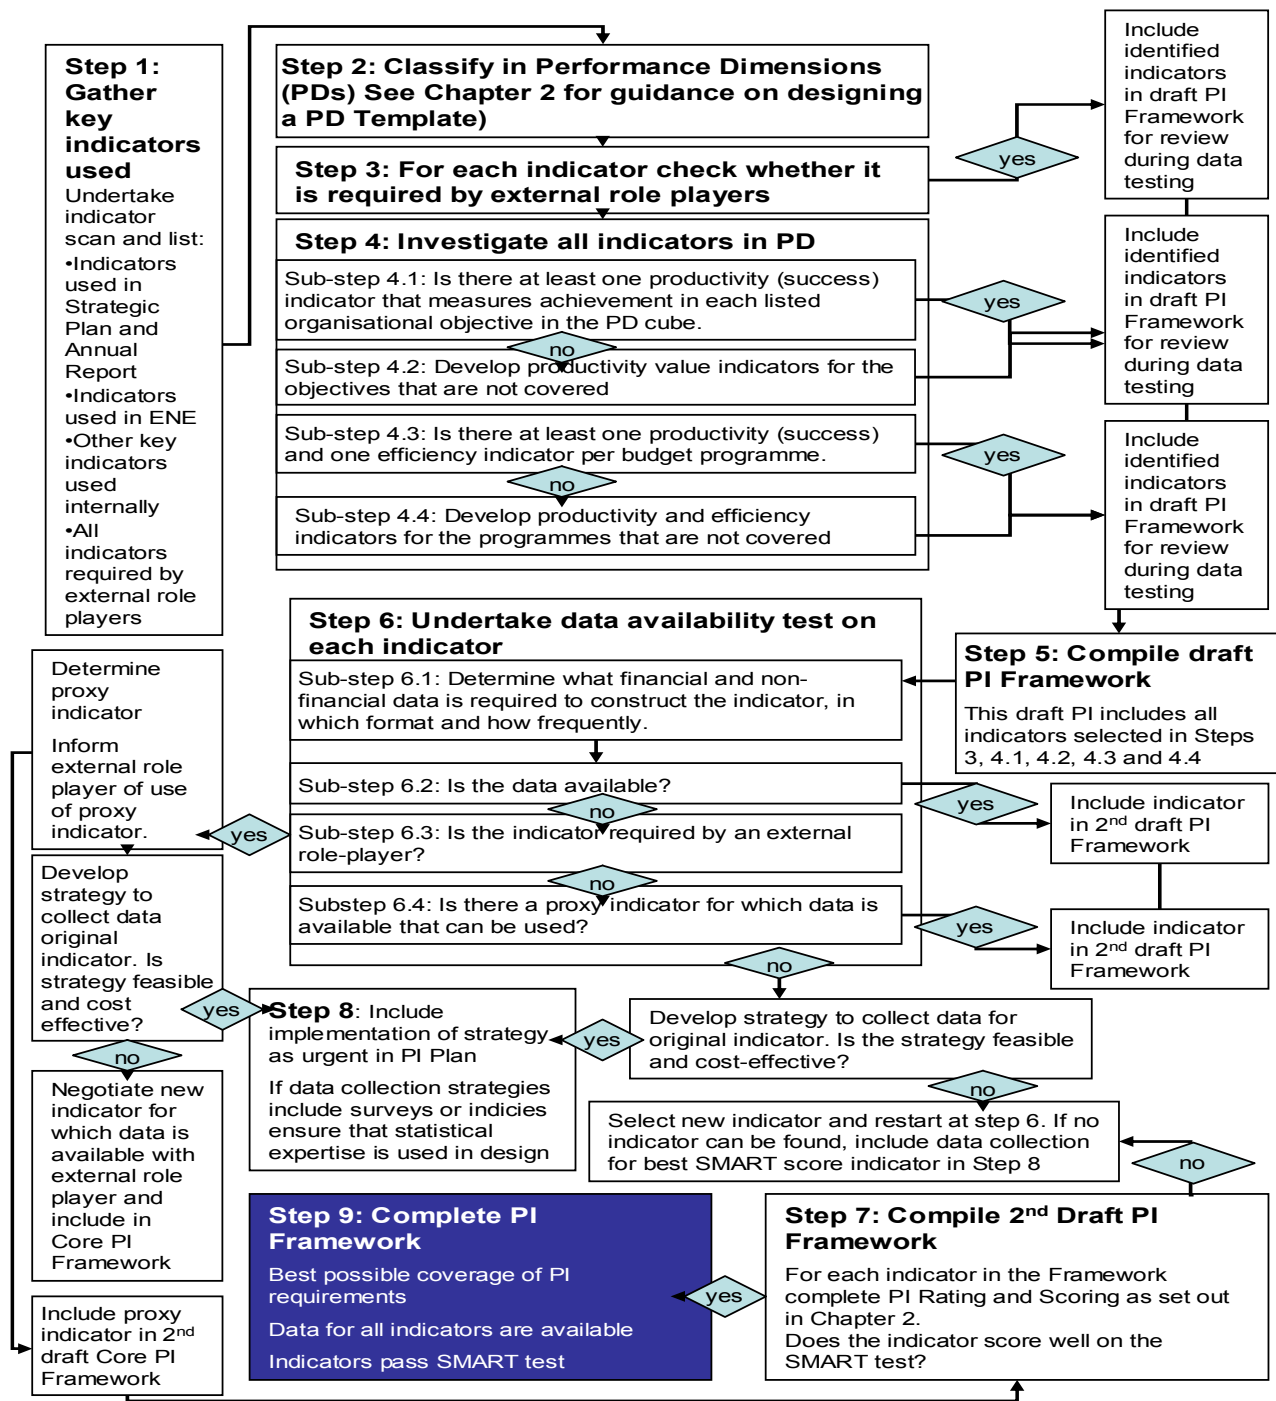 Step 1:
Gather
key
indicators
used
Undertake
indicator
scan and list:
•Indicators
used in
Strategic
Plan and
Annual
Report
•Indicators
used in ENE
•Other key
indicators
used
internally
•All
indicators
required by
external role
players
Step 2: Classify in Performance Dimensions
(PDs) See Chapter 2 for guidance on designing
a PD Template)
Step 3: For each indicator check whether it
is required by external role players
yes
Include
identified
indicators
in draft PI
Framework
for review
during data
testing
Step 4: Investigate all indicators in PD
Sub-step 4.1: Is there at least one productivity (success)
indicator that measures achievement in each listed
organisational objective in the PD cube.
yes
no
Sub-step 4.2: Develop productivity value indicators for the
objectives that are not covered
Include
identified
indicators
in draft PI
Framework
for review
during data
testing
Sub-step 4.3: Is there at least one productivity (success)
and one efficiency indicator per budget programme.
yes
no
Sub-step 4.4: Develop productivity and efficiency
indicators for the programmes that are not covered
Include
identified
indicators
in draft PI
Framework
for review
during data
testing
Step 5: Compile draft
PI Framework
This draft PI includes all
indicators selected in Steps
3, 4.1, 4.2, 4.3 and 4.4
Step 6: Undertake data availability test on
each indicator
Sub-step 6.1: Determine what financial and non-
financial data is required to construct the indicator, in
which format and how frequently.
Sub-step 6.2: Is the data available?
yes
Include indicator
in 2nd draft PI
Framework
no
Sub-step 6.3: Is the indicator required by an external
role-player?
yes
no
Substep 6.4: Is there a proxy indicator for which data is
available that can be used?
yes
Include indicator
in 2nd draft PI
Framework
no
Determine
proxy
indicator
Inform
external role
player of use
of proxy
indicator.
Develop
strategy to
collect data
original
indicator. Is
strategy feasible
and cost
effective?
yes
no
Negotiate new
indicator for
which data is
available with
external role
player and
include in
Core PI
Framework
Include proxy
indicator in 2nd
draft Core PI
Framework
Step 8: Include
implementation of strategy
as urgent in PI Plan
If data collection strategies
include surveys or indicies
ensure that statistical
expertise is used in design
yes
Develop strategy to collect data for
original indicator. Is the strategy feasible
and cost-effective?
no
Select new indicator and restart at step 6. If no
indicator can be found, include data collection
for best SMART score indicator in Step 8
no
Step 7: Compile 2nd Draft PI
Framework
For each indicator in the Framework
complete PI Rating and Scoring as set out
in Chapter 2.
Does the indicator score well on the
SMART test?
yes
Step 9: Complete PI
Framework
Best possible coverage of PI
requirements
Data for all indicators are available
Indicators pass SMART test